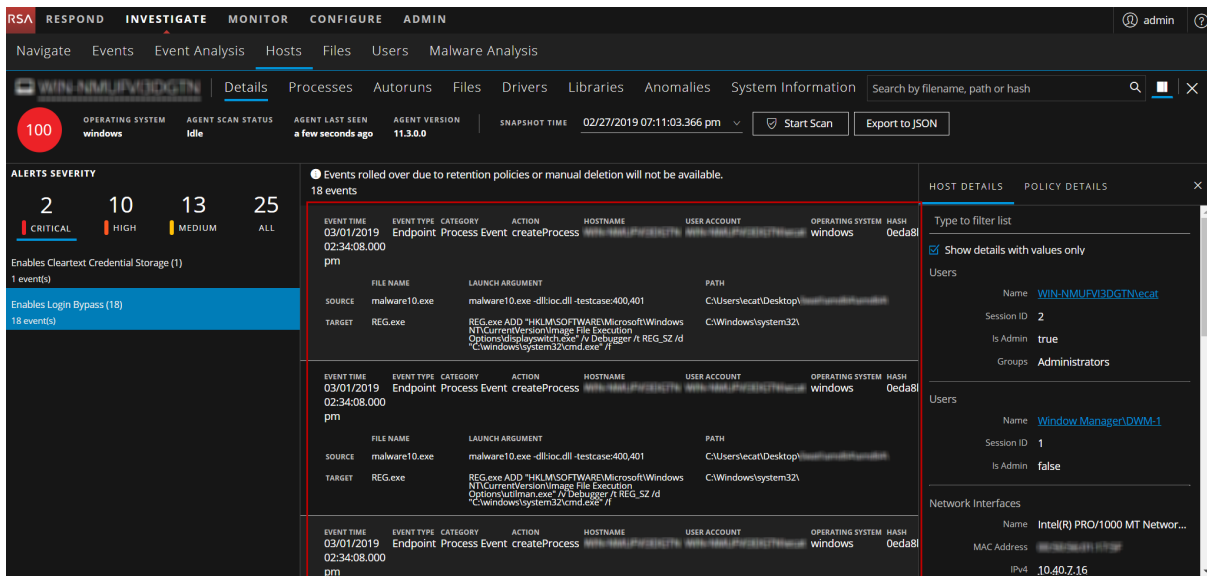 RSA RESPOND INVESTIGATE MONITOR CONFIGURE ADMIN admin
Navigate Events Event Analysis Hosts Files Users Malware Analysis
WIN-NMUFVI3DGTN Details Processes Autoruns Files Drivers Libraries Anomalies System Information Search by filename, path or hash
100
OPERATING SYSTEM AGENT SCAN STATUS AGENT LAST SEEN AGENT VERSION
windows Idle a few seconds ago 11.3.0.0
SNAPSHOT TIME 02/27/2019 07:11:03.366 pm Start Scan Export to JSON
ALERTS SEVERITY
2 10 13 25
CRITICAL HIGH MEDIUM ALL
Enables Cleartext Credential Storage (1)
1 event(s)
Enables Login Bypass (18)
18 event(s)
Events rolled over due to retention policies or manual deletion will not be available.
18 events
EVENT TIME EVENT TYPE CATEGORY ACTION HOSTNAME USER ACCOUNT OPERATING SYSTEM HASH
03/01/2019 Endpoint Process Event createProcess windows 0eda8
02:34:08.000
pm
FILE NAME LAUNCH ARGUMENT PATH
SOURCE malware10.exe malware10.exe -dll:ioc.dll -testcase:400,401 C:\Users\ecat\Desktop\
TARGET REG.exe REG.exe ADD "HKLM\SOFTWARE\Microsoft\Windows C:\Windows\system32\
NT\CurrentVersion\Image File Execution
Options\displayswitch.exe" /v Debugger /t REG_SZ /d
"C:\windows\system32\cmd.exe" /f
EVENT TIME EVENT TYPE CATEGORY ACTION HOSTNAME USER ACCOUNT OPERATING SYSTEM HASH
03/01/2019 Endpoint Process Event createProcess windows 0eda8
02:34:08.000
pm
FILE NAME LAUNCH ARGUMENT PATH
SOURCE malware10.exe malware10.exe -dll:ioc.dll -testcase:400,401 C:\Users\ecat\Desktop\
TARGET REG.exe REG.exe ADD "HKLM\SOFTWARE\Microsoft\Windows C:\Windows\system32\
NT\CurrentVersion\Image File Execution
Options\utilman.exe" /v Debugger /t REG_SZ /d
"C:\windows\system32\cmd.exe" /f
EVENT TIME EVENT TYPE CATEGORY ACTION HOSTNAME USER ACCOUNT OPERATING SYSTEM HASH
03/01/2019 Endpoint Process Event createProcess windows 0eda8
02:34:08.000
pm
HOST DETAILS POLICY DETAILS
Type to filter list
Show details with values only
Users
Name WIN-NMUFVI3DGTN\ecat
Session ID 2
Is Admin true
Groups Administrators
Users
Name Window Manager\DWM-1
Session ID 1
Is Admin false
Network Interfaces
Name Intel(R) PRO/1000 MT Networ...
MAC Address
IPv4 10.40.7.16